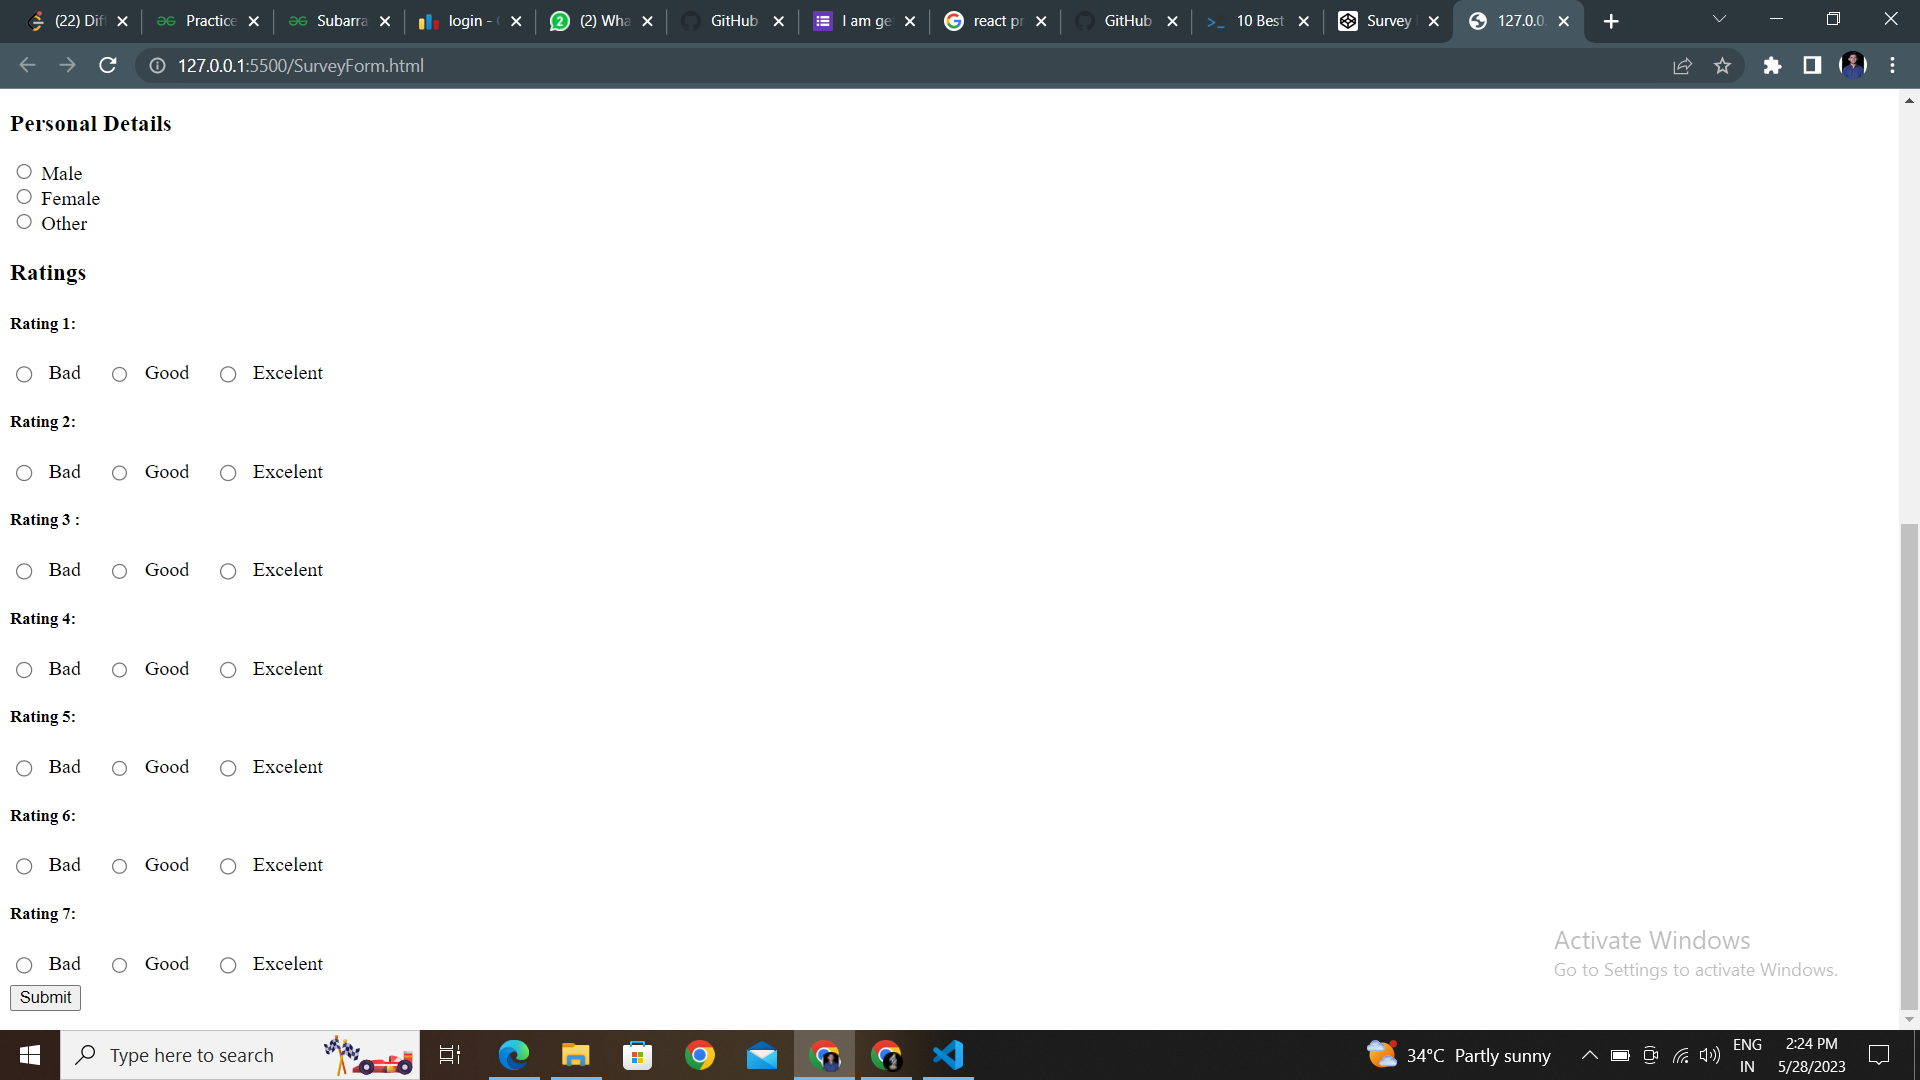 (22) Dif
Practice
Subarra
login -
(2) Wha
GitHub
I am ge
react pr
GitHub
10 Best
Survey
127.0.0.
127.0.0.1:5500/SurveyForm.html
Personal Details
Male
Female
Other
Ratings
Rating 1:
Bad Good Excelent
Rating 2:
Bad Good Excelent
Rating 3 :
Bad Good Excelent
Rating 4:
Bad Good Excelent
Rating 5:
Bad Good Excelent
Rating 6:
Bad Good Excelent
Rating 7:
Bad Good Excelent
Submit
Activate Windows
Go to Settings to activate Windows.
Type here to search
34°C Partly sunny
ENG
IN
2:24 PM
5/28/2023